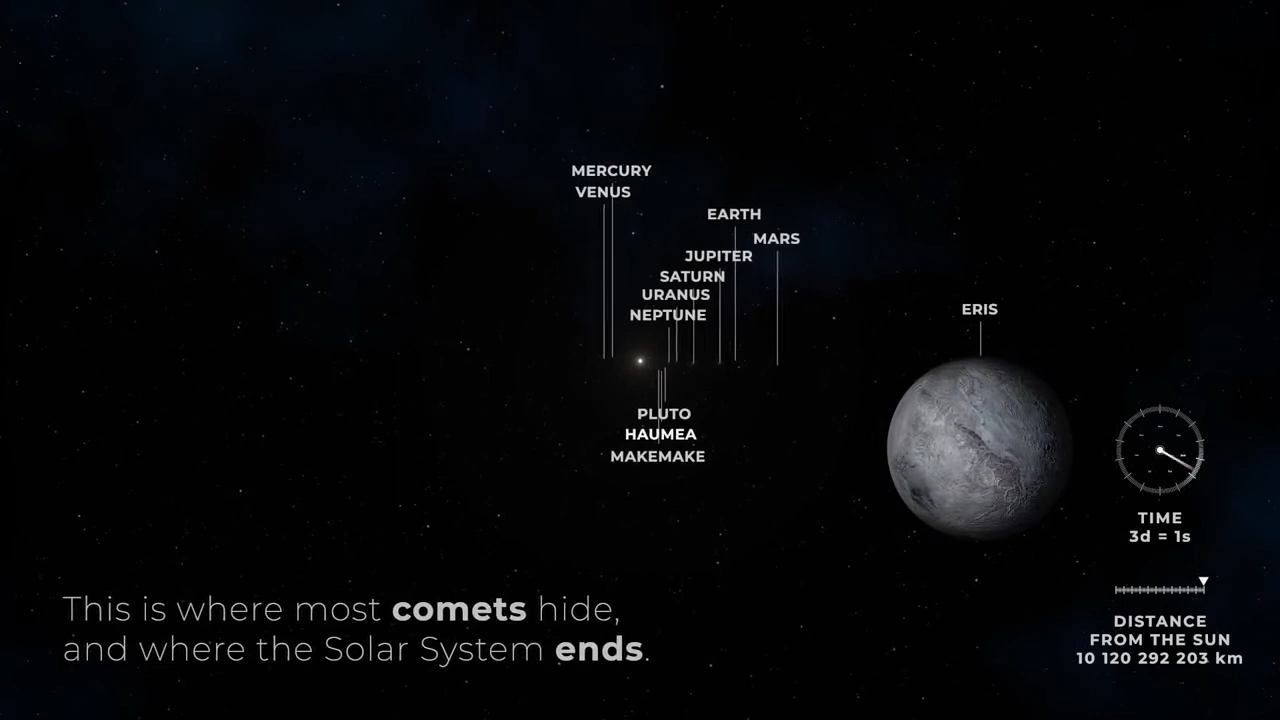 MERCURY
VENUS
EARTH
MARS
JUPITER
SATURN
URANUS
NEPTUNE
ERIS
PLUTO
HAUMEA
MAKEMAKE
TIME
3d = 1s
This is where most comets hide,
and where the Solar System ends.
DISTANCE
FROM THE SUN
10 120 292 203 km